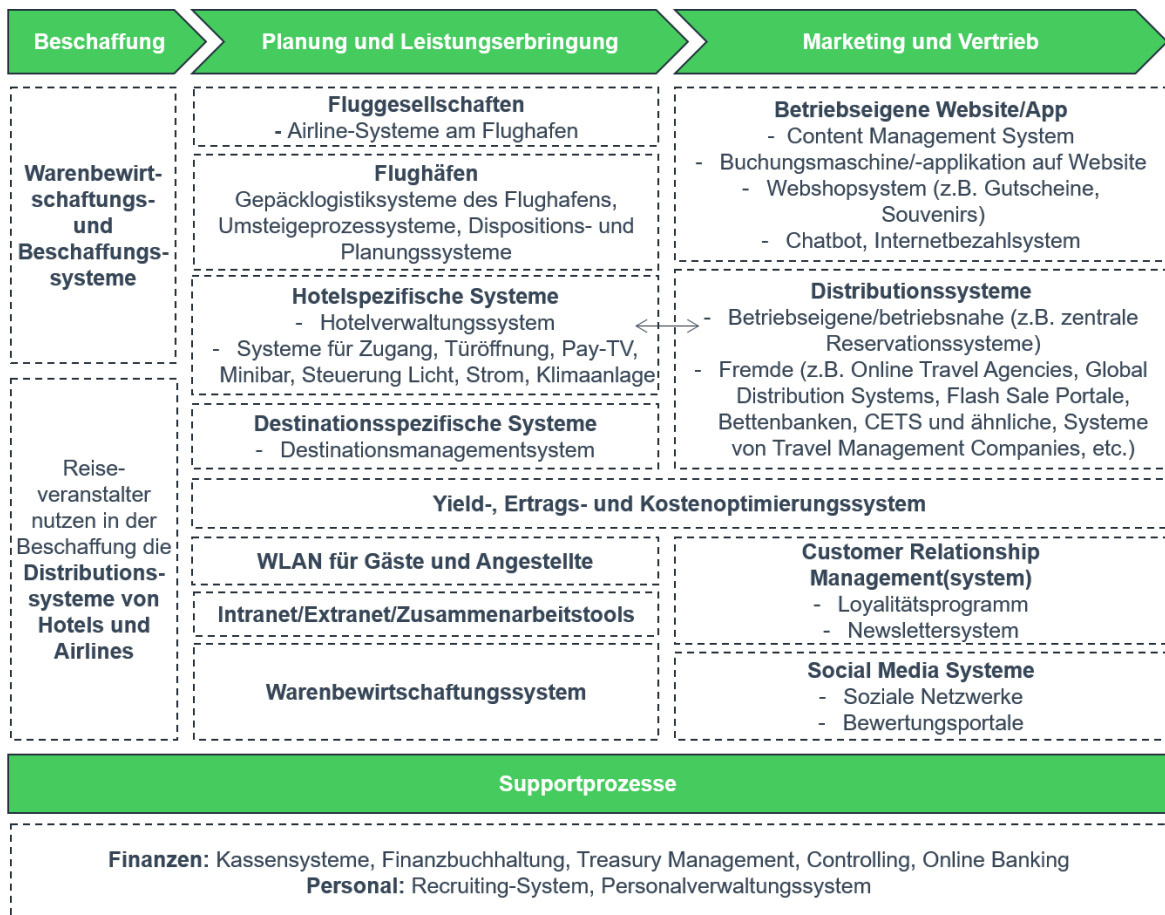 Beschaffung
Planung und Leistungserbringung
Marketing und Vertrieb
Warenbewirt-
schaftungs-
und
Beschaffungs-
systeme
Reise-
veranstalter
nutzen in der
Beschaffung die
Distributions-
systeme von
Hotels und
Airlines
Fluggesellschaften
- Airline-Systeme am Flughafen
Flughäfen
Gepäcklogistiksysteme des Flughafens,
Umsteigeprozessysteme, Dispositions- und
Planungssysteme
Hotelspezifische Systeme
- Hotelverwaltungssystem
- Systeme für Zugang, Türöffnung, Pay-TV,
Minibar, Steuerung Licht, Strom, Klimaanlage
Destinationsspezifische Systeme
- Destinationsmanagementsystem
Betriebseigene Website/App
- Content Management System
- Buchungsmaschine/-applikation auf Website
- Webshopsystem (z.B. Gutscheine,
Souvenirs)
- Chatbot, Internetbezahlsystem
Distributionssysteme
- Betriebseigene/betriebsnahe (z.B. zentrale
Reservationssysteme)
- Fremde (z.B. Online Travel Agencies, Global
Distribution Systems, Flash Sale Portale,
Bettenbanken, CETS und ähnliche, Systeme
von Travel Management Companies, etc.)
Yield-, Ertrags- und Kostenoptimierungssystem
WLAN für Gäste und Angestellte
Intranet/Extranet/Zusammenarbeitstools
Warenbewirtschaftungssystem
Customer Relationship
Management(system)
- Loyalitätsprogramm
- Newslettersystem
Social Media Systeme
- Soziale Netzwerke
- Bewertungsportale
Supportprozesse
Finanzen: Kassensysteme, Finanzbuchhaltung, Treasury Management, Controlling, Online Banking
Personal: Recruiting-System, Personalverwaltungssystem